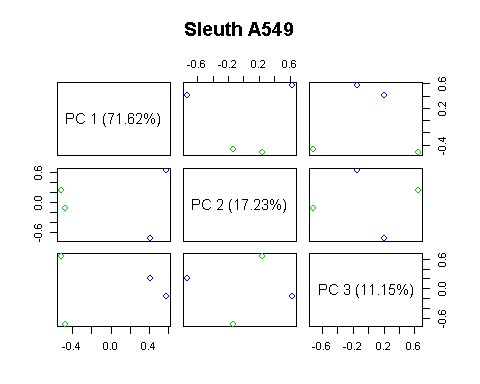 Sleuth A549
-0.6 -0.2 0.2 0.6
PC 1 (71.62%)
-0.4 0.2 0.6
-0.6 0.0 0.6
PC 2 (17.23%)
PC 3 (11.15%)
-0.6 0.0 0.6
-0.4 0.0 0.4
-0.6 -0.2 0.2 0.6